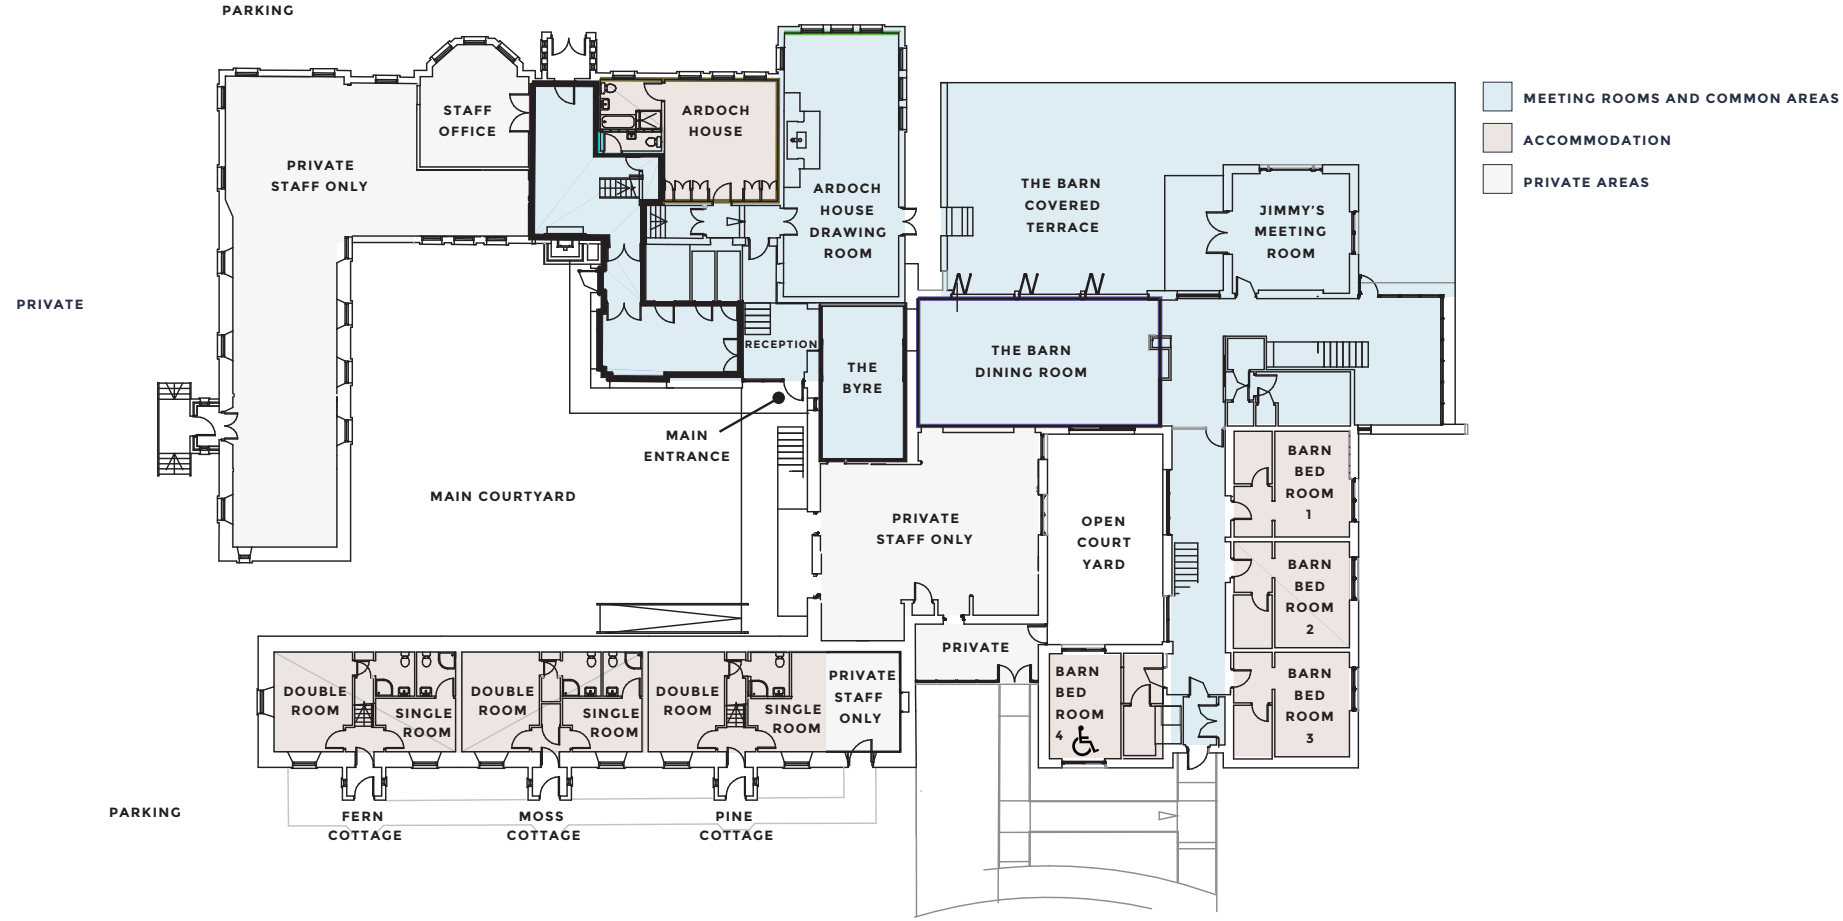 PARKING
STAFF
OFFICE
PRIVATE
STAFF ONLY
ARDOCH
HOUSE
ARDOCH
HOUSE
DRAWING
ROOM
THE BARN
COVERED
TERRACE
JIMMY'S
MEETING
ROOM
MEETING ROOMS AND COMMON AREAS
ACCOMMODATION
PRIVATE AREAS
PRIVATE
RECEPTION
THE
BYRE
THE BARN
DINING ROOM
MAIN
ENTRANCE
MAIN COURTYARD
PRIVATE
STAFF ONLY
OPEN
COURT
YARD
BARN
BED
ROOM
1
BARN
BED
ROOM
2
BARN
BED
ROOM
3
PRIVATE
BARN
BED
ROOM
4
DOUBLE
ROOM
SINGLE
ROOM
DOUBLE
ROOM
SINGLE
ROOM
DOUBLE
ROOM
SINGLE
ROOM
PRIVATE
STAFF
ONLY
PARKING
FERN
COTTAGE
MOSS
COTTAGE
PINE
COTTAGE